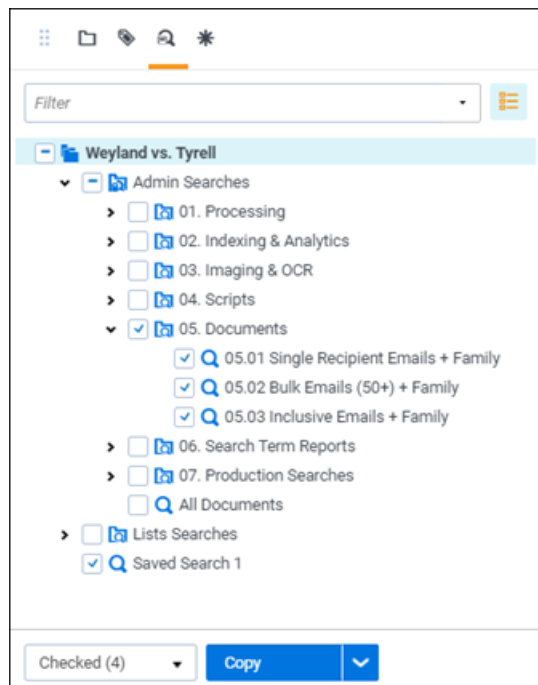 Filter
Weyland vs. Tyrell
Admin Searches
01. Processing
02. Indexing & Analytics
03. Imaging & OCR
04. Scripts
05. Documents
05.01 Single Recipient Emails + Family
05.02 Bulk Emails (50+) + Family
05.03 Inclusive Emails + Family
06. Search Term Reports
07. Production Searches
All Documents
Lists Searches
Saved Search 1
Checked (4) Copy